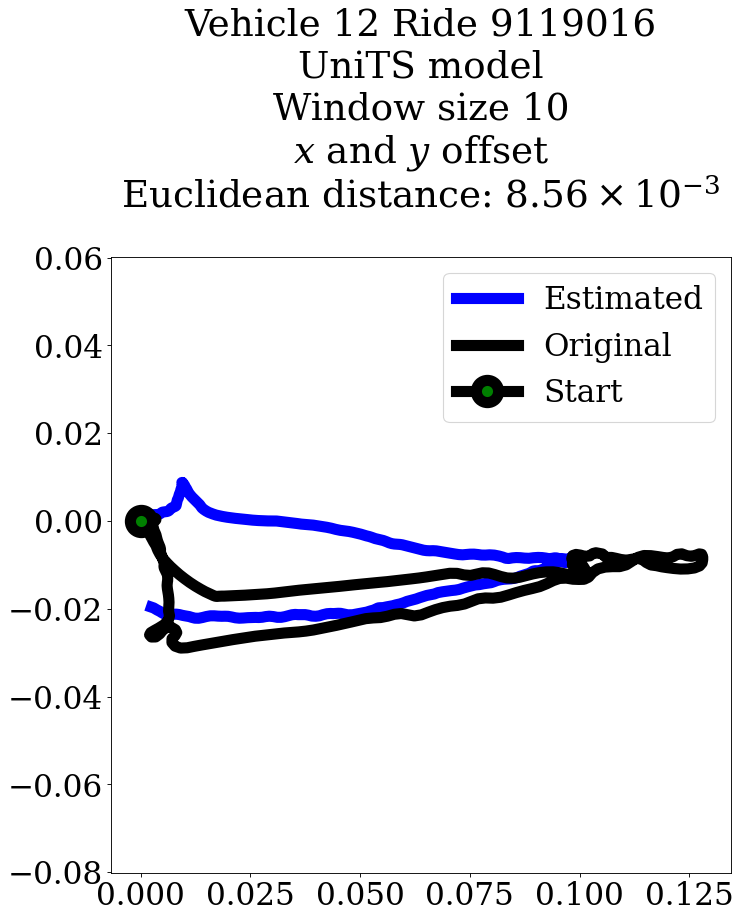 Vehicle 12 Ride 9119016
UniTS model
Window size 10
x and y offset
Euclidean distance: 8.56 × 10⁻³
0.06
0.04
0.02
0.00
−0.02
−0.04
−0.06
−0.08
Estimated
Original
Start
0.000 0.025 0.050 0.075 0.100 0.125